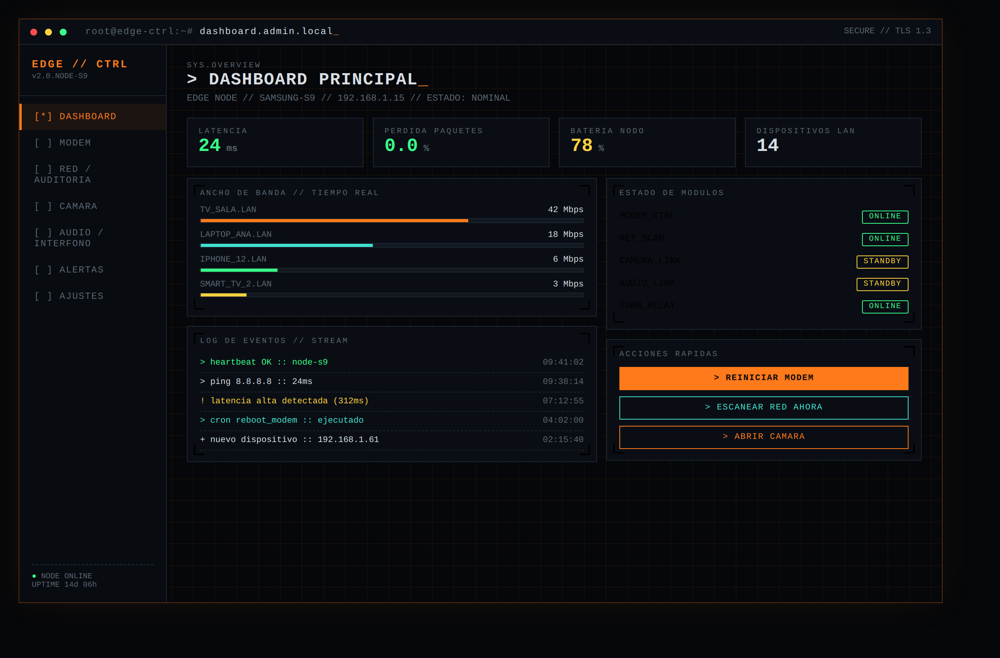 root@edge-ctrl:~# dashboard.admin.local_
SECURE // TLS 1.3
EDGE // CTRL
v2.0.NODE-S9
[*] DASHBOARD
[ ] MODEM
[ ] RED /
AUDITORIA
[ ] CAMARA
[ ] AUDIO /
INTERFONO
[ ] ALERTAS
[ ] AJUSTES
● NODE ONLINE
UPTIME 14d 06h
SYS.OVERVIEW
> DASHBOARD PRINCIPAL_
EDGE NODE // SAMSUNG-S9 // 192.168.1.15 // ESTADO: NOMINAL
LATENCIA
24 ms
PERDIDA PAQUETES
0.0 %
BATERIA NODO
78 %
DISPOSITIVOS LAN
14
ANCHO DE BANDA // TIEMPO REAL
TV_SALA.LAN 42 Mbps
LAPTOP_ANA.LAN 18 Mbps
IPHONE_12.LAN 6 Mbps
SMART_TV_2.LAN 3 Mbps
LOG DE EVENTOS // STREAM
> heartbeat OK :: node-s9 09:41:02
> ping 8.8.8.8 :: 24ms 09:38:14
! latencia alta detectada (312ms) 07:12:55
> cron reboot_modem :: ejecutado 04:02:00
+ nuevo dispositivo :: 192.168.1.61 02:15:40
ESTADO DE MODULOS
MODEM_CTRL ONLINE
NET_SCAN ONLINE
CAMERA_LINK STANDBY
AUDIO_LINK STANDBY
TURN_RELAY ONLINE
ACCIONES RAPIDAS
> REINICIAR MODEM
> ESCANEAR RED AHORA
> ABRIR CAMARA